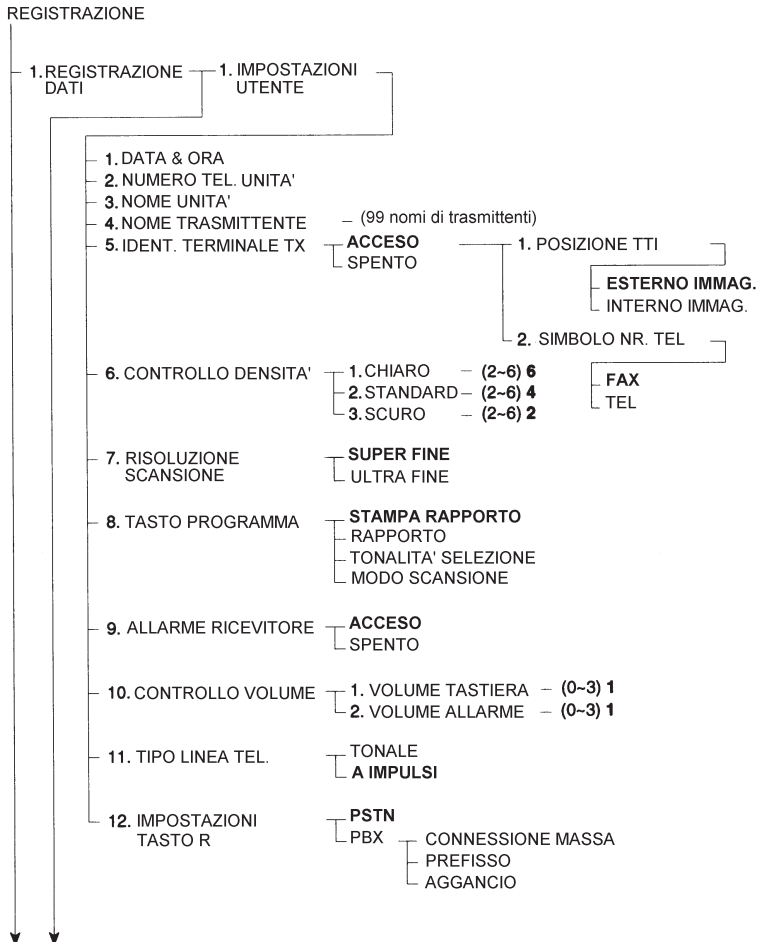 REGISTRAZIONE
1. REGISTRAZIONE DATI
1. IMPOSTAZIONI UTENTE
1. DATA & ORA
2. NUMERO TEL. UNITA'
3. NOME UNITA'
4. NOME TRASMITTENTE – (99 nomi di trasmittenti)
5. IDENT. TERMINALE TX
ACCESO
SPENTO
1. POSIZIONE TTI
ESTERNO IMMAG.
INTERNO IMMAG.
2. SIMBOLO NR. TEL
FAX
TEL
6. CONTROLLO DENSITA'
1. CHIARO – (2~6) 6
2. STANDARD – (2~6) 4
3. SCURO – (2~6) 2
7. RISOLUZIONE SCANSIONE
SUPER FINE
ULTRA FINE
8. TASTO PROGRAMMA
STAMPA RAPPORTO
RAPPORTO
TONALITA' SELEZIONE
MODO SCANSIONE
9. ALLARME RICEVITORE
ACCESO
SPENTO
10. CONTROLLO VOLUME
1. VOLUME TASTIERA – (0~3) 1
2. VOLUME ALLARME – (0~3) 1
11. TIPO LINEA TEL.
TONALE
A IMPULSI
12. IMPOSTAZIONI TASTO R
PSTN
PBX
CONNESSIONE MASSA
PREFISSO
AGGANCIO